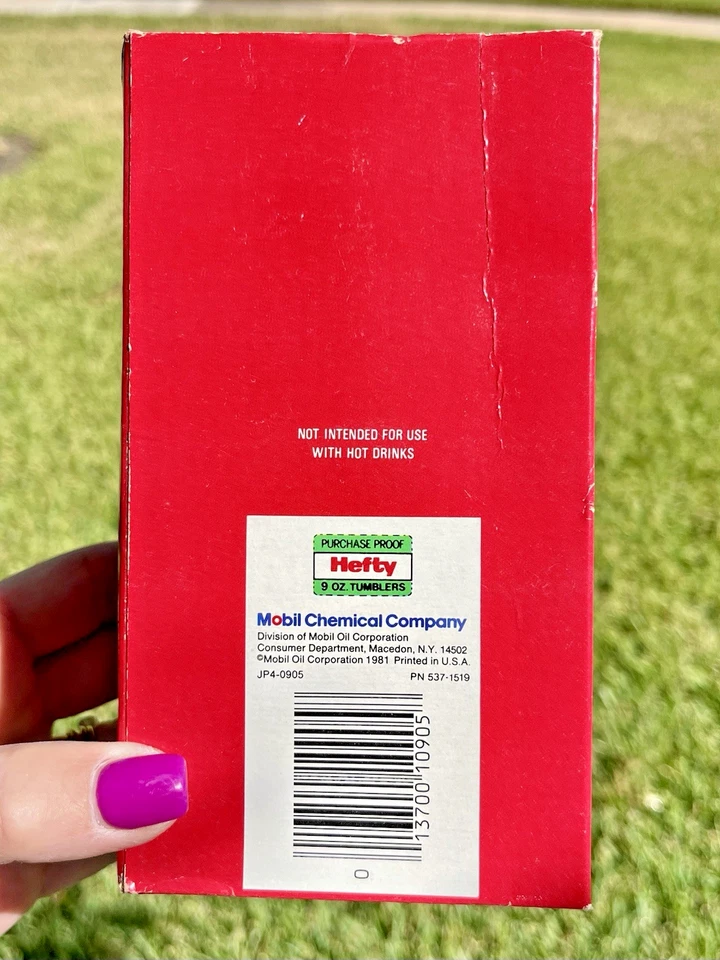 NOT INTENDED FOR USE
WITH HOT DRINKS
PURCHASE PROOF
Hefty
9 OZ. TUMBLERS
Mobil Chemical Company
Division of Mobil Oil Corporation
Consumer Department, Macedon, N.Y. 14502
©Mobil Oil Corporation 1981 Printed in U.S.A.
JP4-0905 PN 537-1519
13700 10905
0